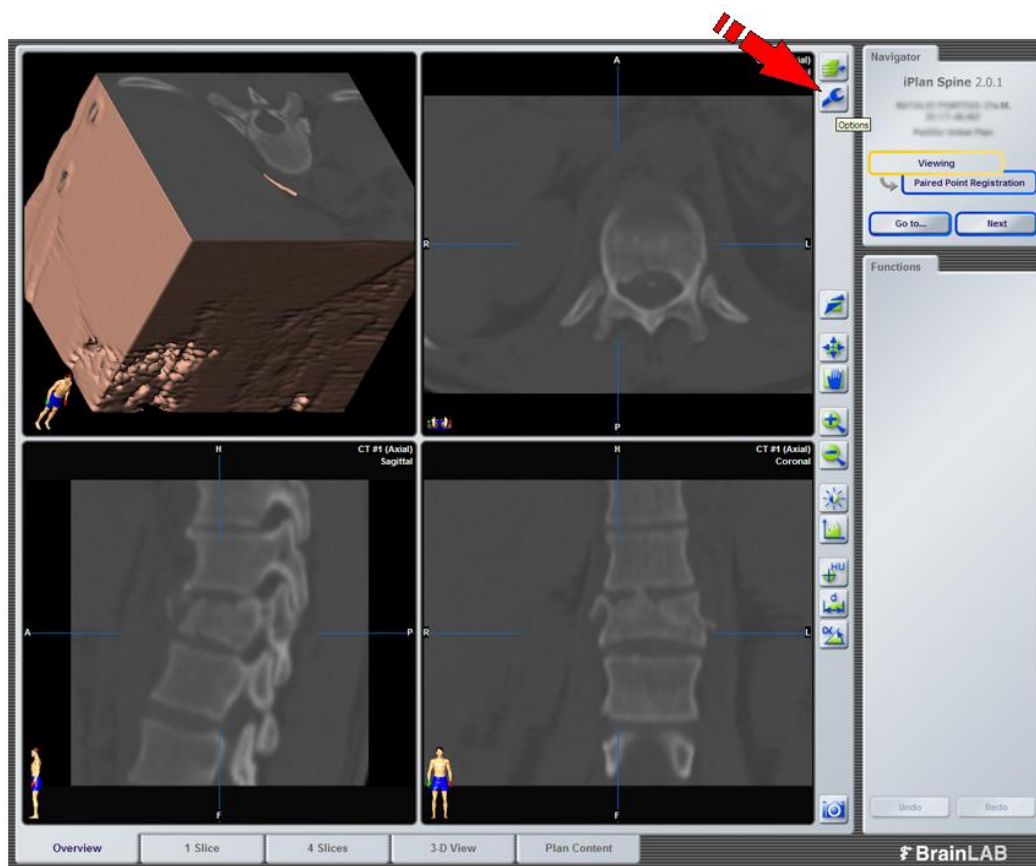 A
R
L
P
Options
CT #1 (Axial)
Sagittal
H
A
P
F
CT #1 (Axial)
Coronal
H
R
L
F
HU
d
α
Navigator
iPlan Spine 2.0.1
Viewing
Paired Point Registration
Go to...
Next
Functions
Undo
Redo
Overview
1 Slice
4 Slices
3-D View
Plan Content
BrainLAB